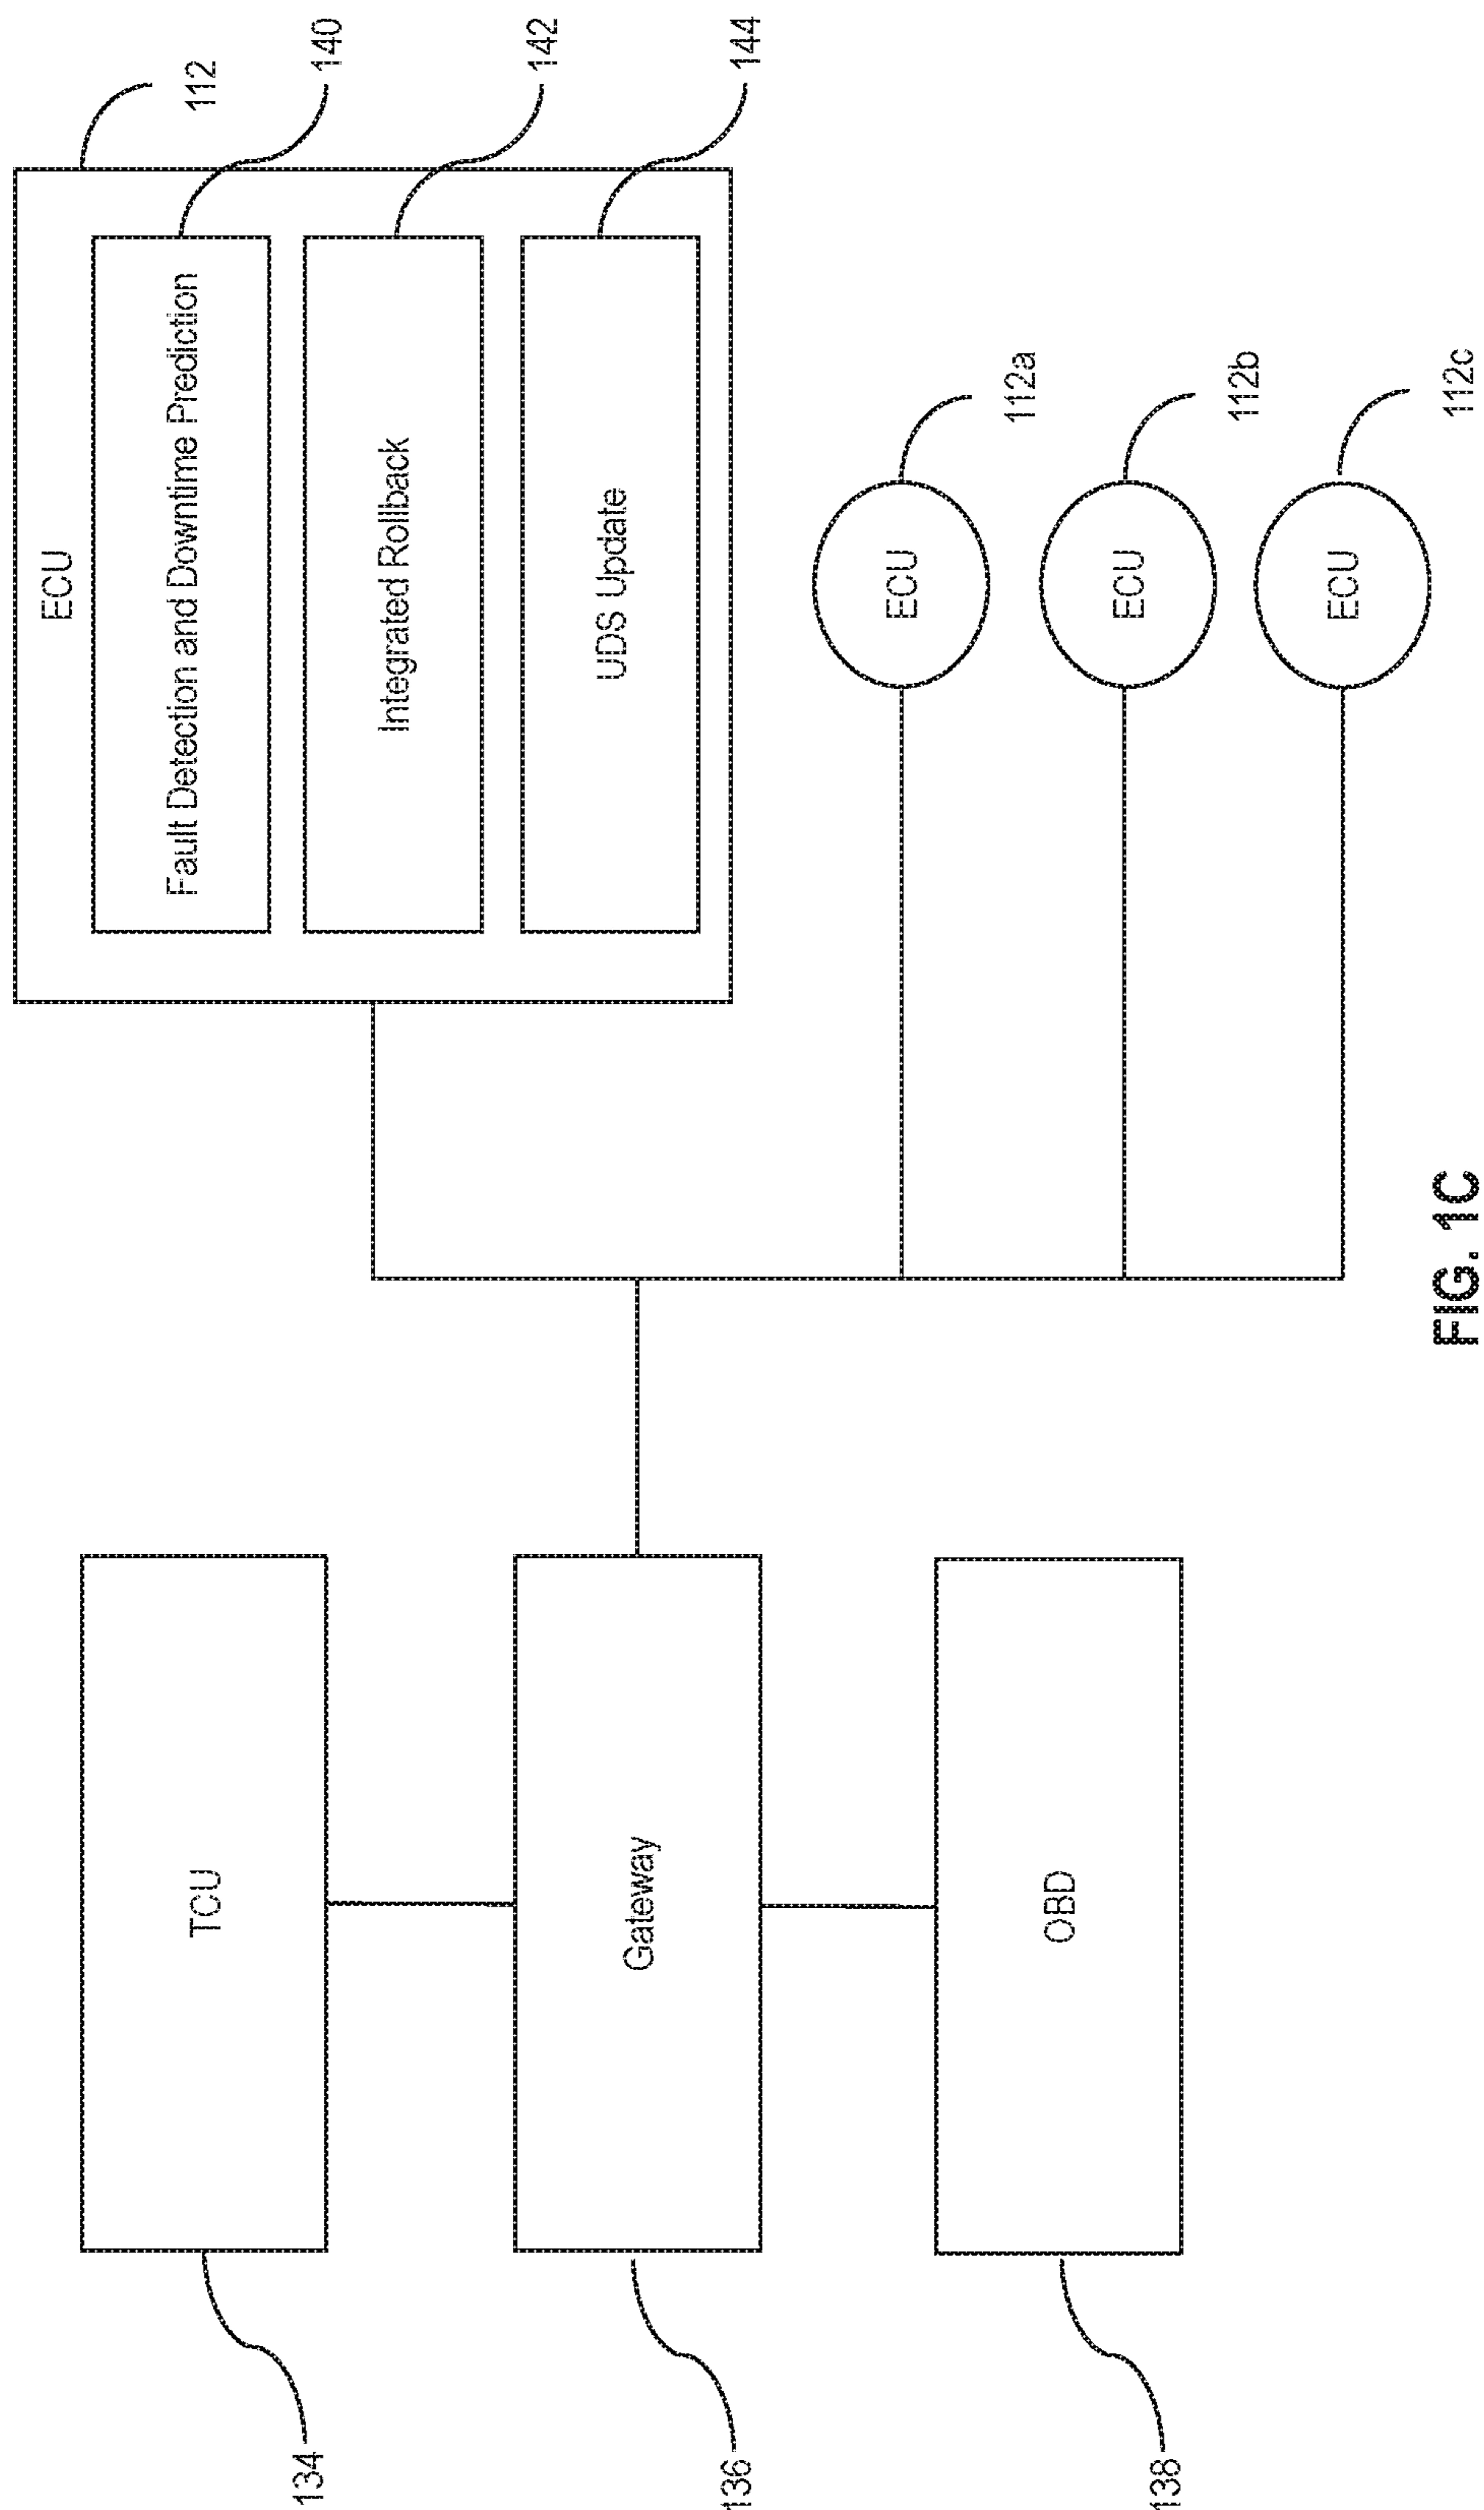 134
TCU
136
Gateway
138
OBD
ECU
112
Fault Detection and Downtime Prediction
140
Integrated Rollback
142
UDS Update
144
ECU
112a
ECU
112b
ECU
112c
FIG. 1C